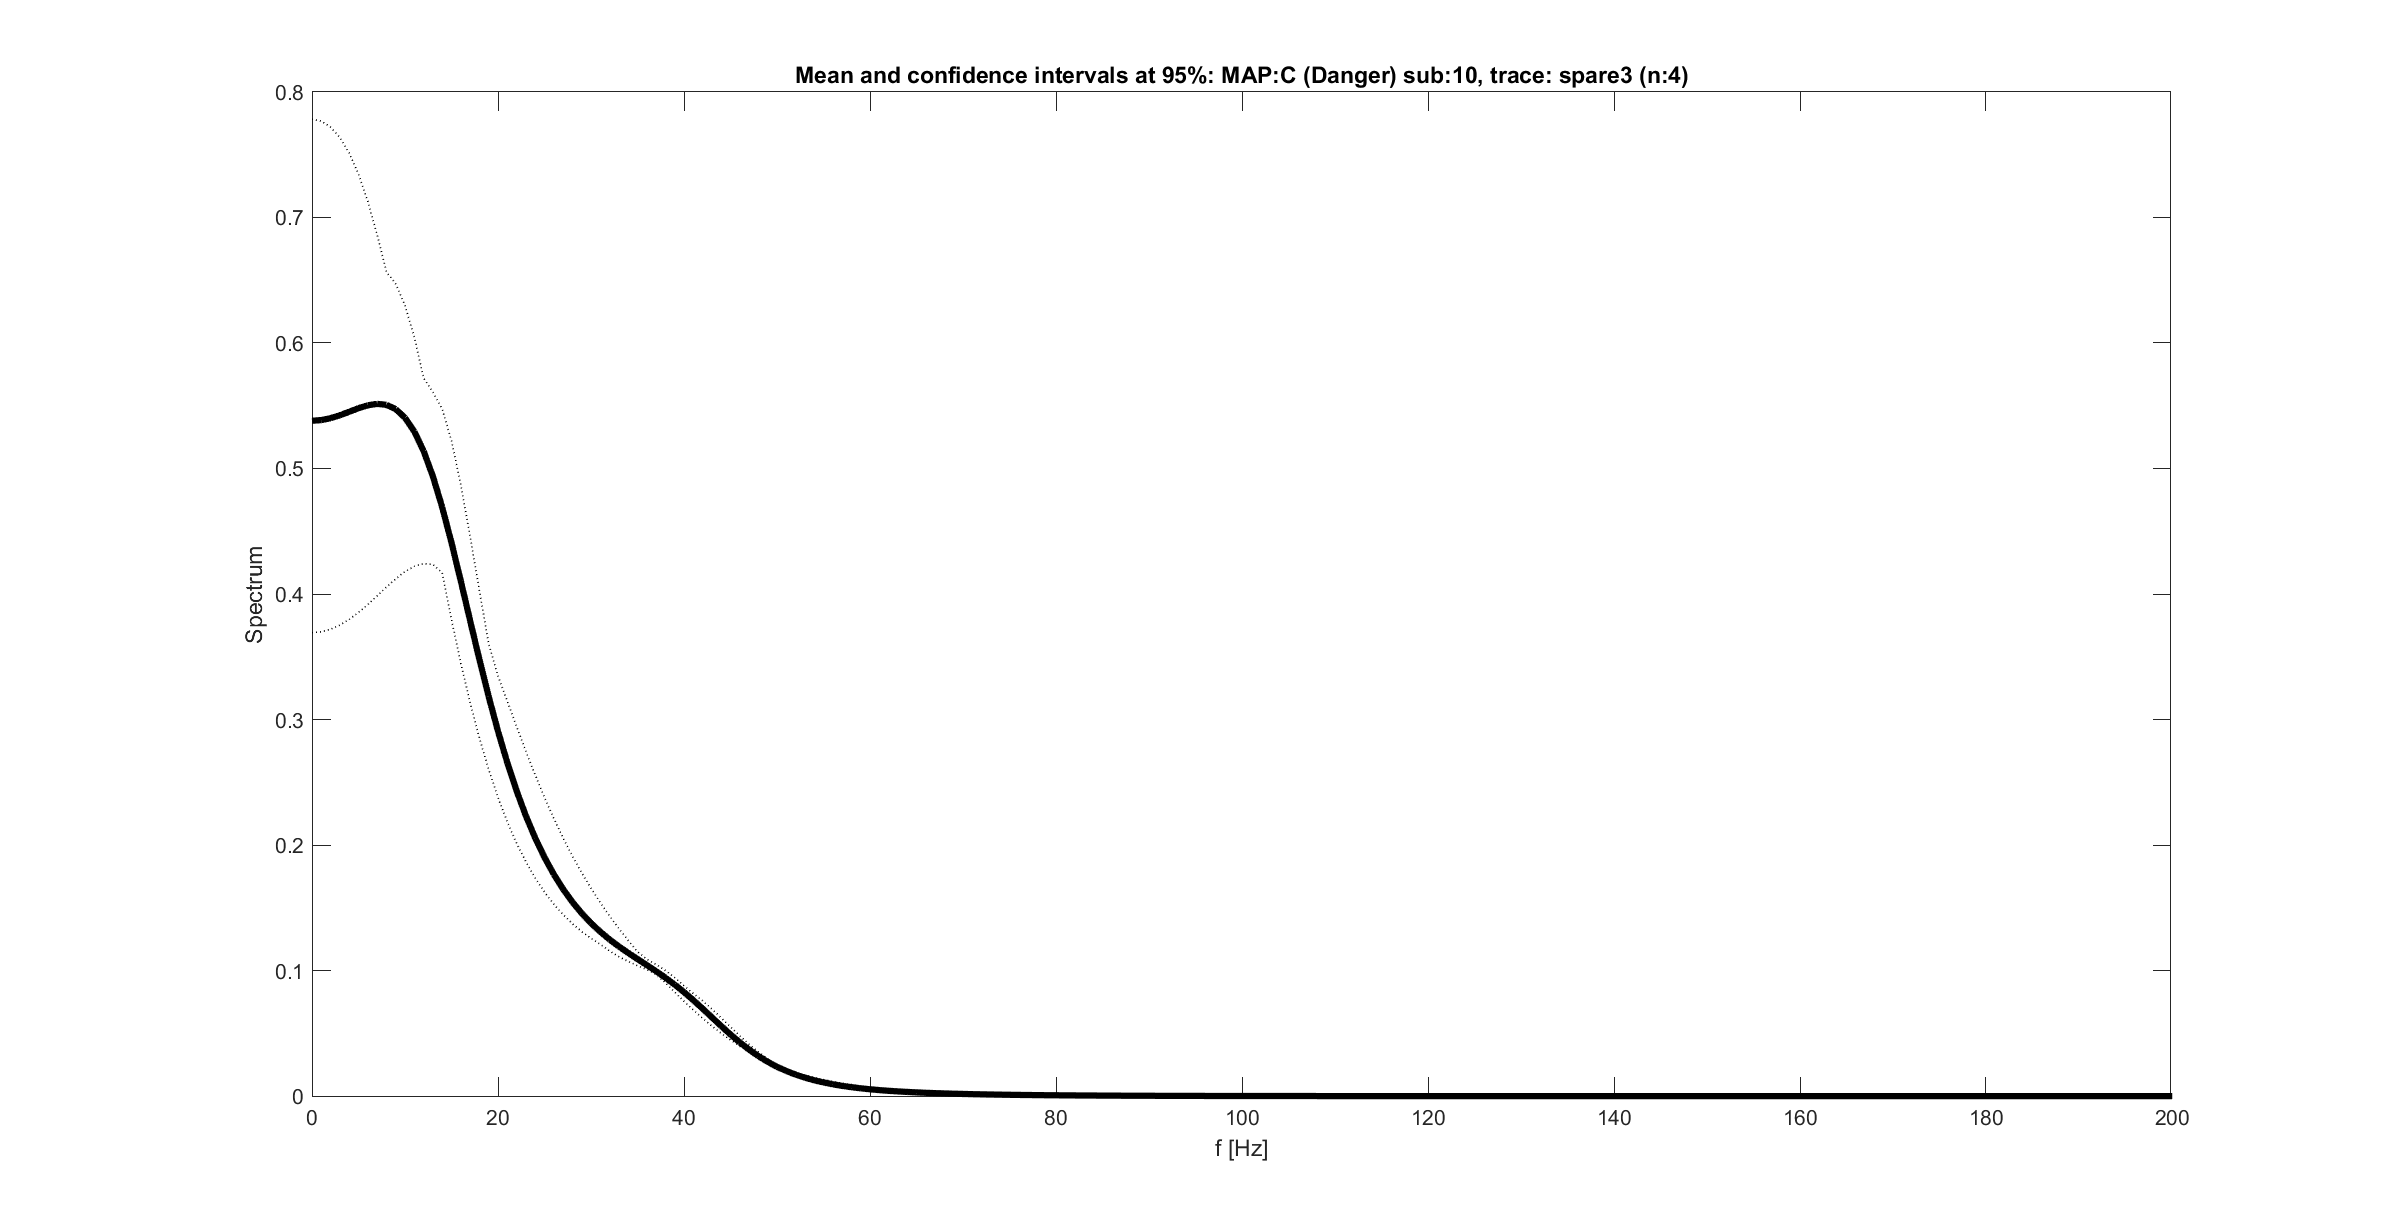 Mean and confidence intervals at 95%: MAP:C (Danger) sub:10, trace: spare3 (n:4)
0.8
0.7
0.6
0.5
0.4
0.3
0.2
0.1
0
Spectrum
0 20 40 60 80 100 120 140 160 180 200
f [Hz]